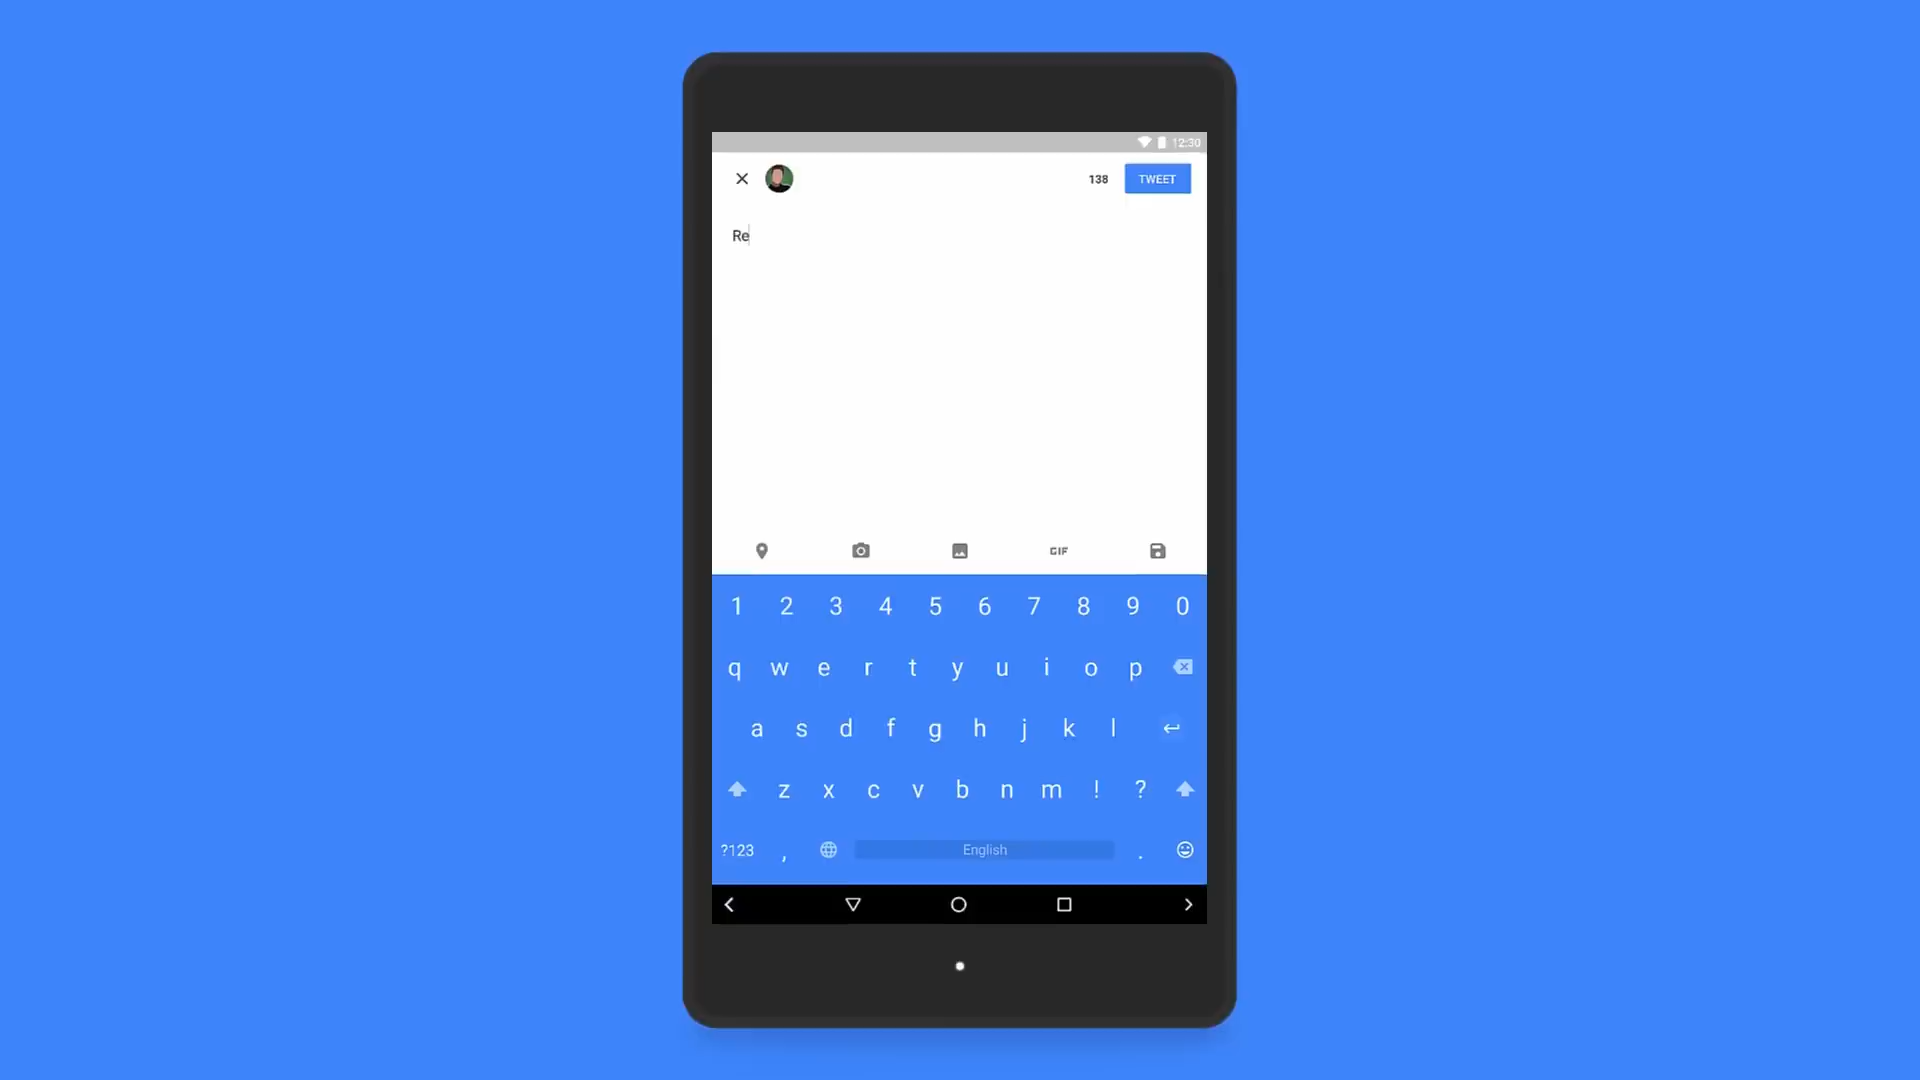 12:30
138 TWEET
Re
GIF
1 2 3 4 5 6 7 8 9 0
q w e r t y u i o p
a s d f g h j k l
z x c v b n m ! ?
?123 , English .